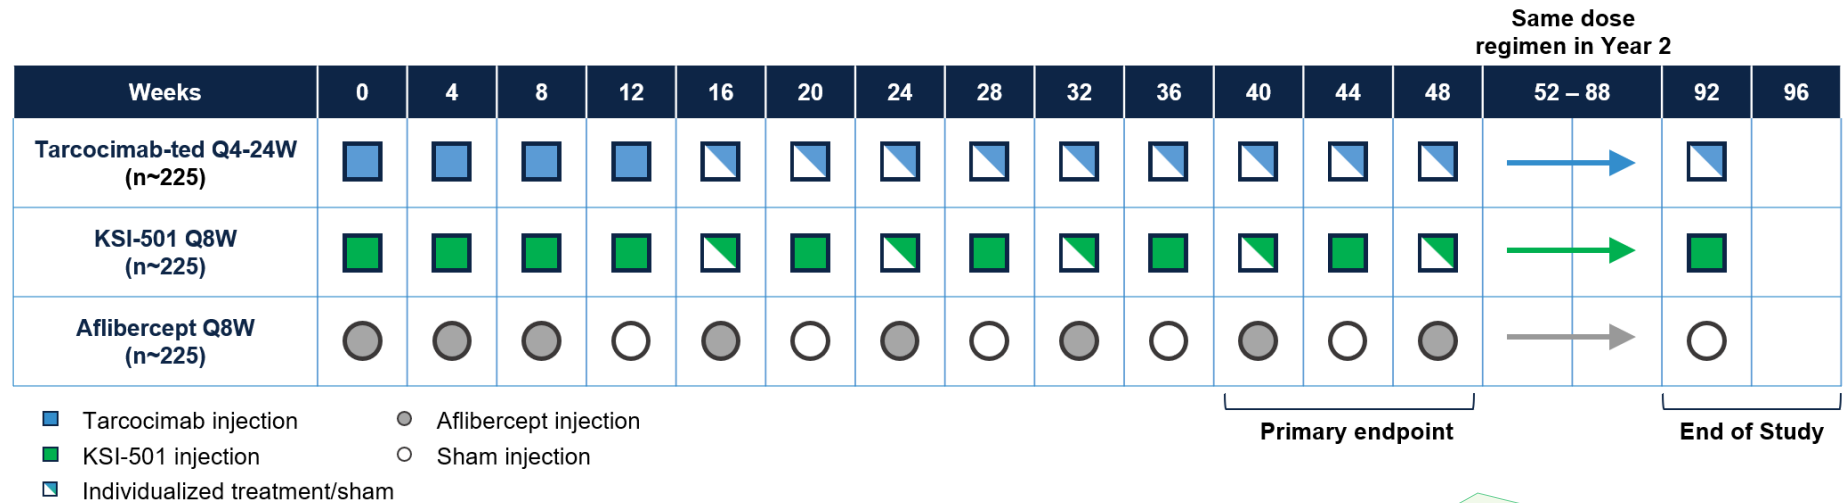 Same dose
regimen in Year 2
Weeks 0 4 8 12 16 20 24 28 32 36 40 44 48 52 – 88 92 96
Tarcocimab-ted Q4-24W
(n~225)
KSI-501 Q8W
(n~225)
Aflibercept Q8W
(n~225)
Primary endpoint
End of Study
Tarcocimab injection
KSI-501 injection
Individualized treatment/sham
Aflibercept injection
Sham injection